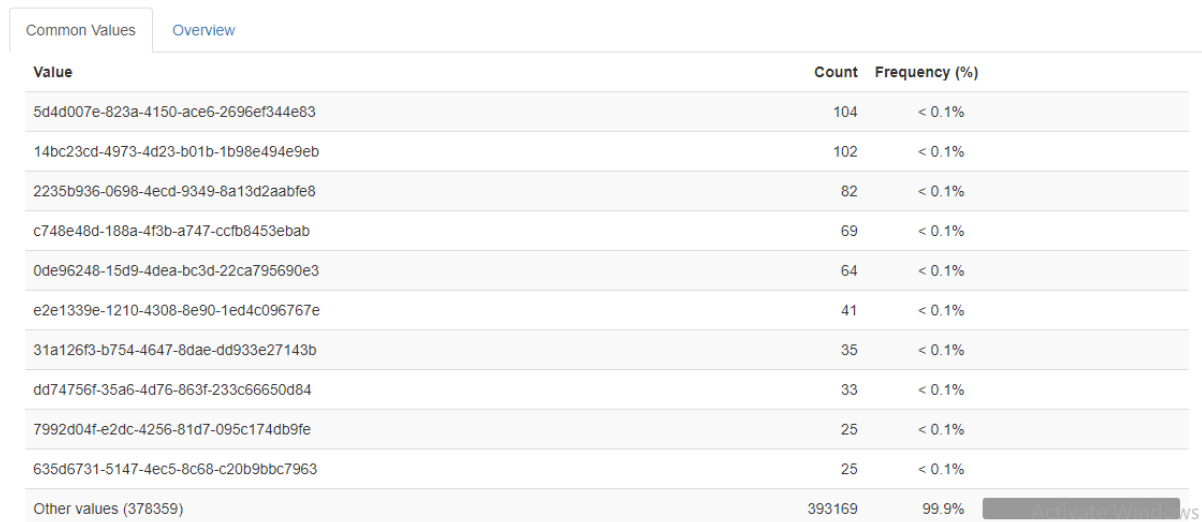 Common Values Overview
Value Count Frequency (%)
5d4d007e-823a-4150-ace6-2696ef344e83 104 < 0.1%
14bc23cd-4973-4d23-b01b-1b98e494e9eb 102 < 0.1%
2235b936-0698-4ecd-9349-8a13d2aabfe8 82 < 0.1%
c748e48d-188a-4f3b-a747-ccfb8453ebab 69 < 0.1%
0de96248-15d9-4dea-bc3d-22ca795690e3 64 < 0.1%
e2e1339e-1210-4308-8e90-1ed4c096767e 41 < 0.1%
31a126f3-b754-4647-8dae-dd933e27143b 35 < 0.1%
dd74756f-35a6-4d76-863f-233c66650d84 33 < 0.1%
7992d04f-e2dc-4256-81d7-095c174db9fe 25 < 0.1%
635d6731-5147-4ec5-8c68-c20b9bbc7963 25 < 0.1%
Other values (378359) 393169 99.9% Activate Windows